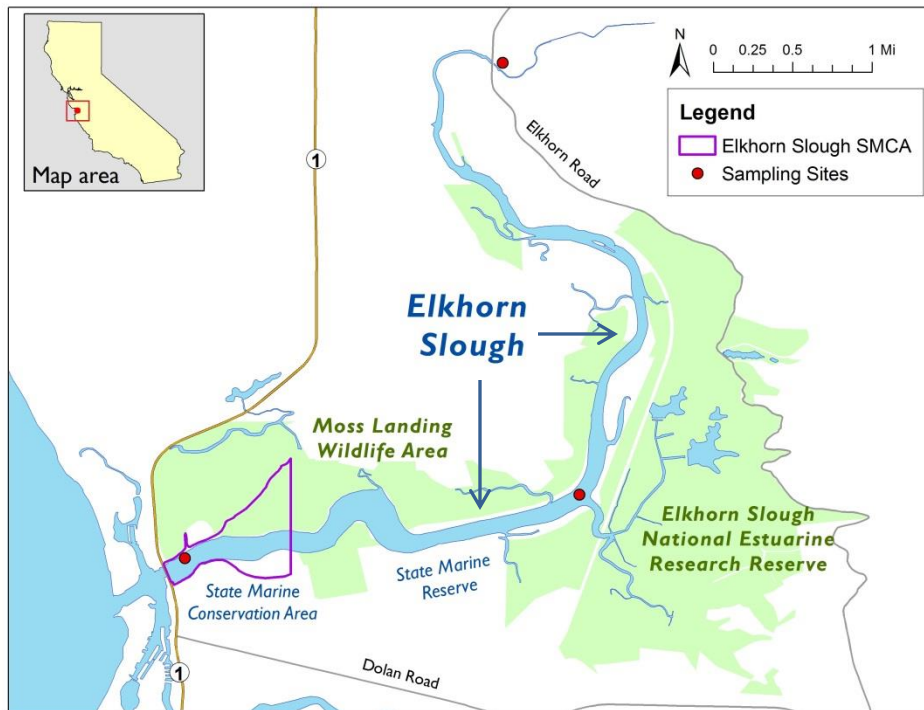 Map area
N
0 0.25 0.5 1 Mi
Legend
Elkhorn Slough SMCA
Sampling Sites
1
Elkhorn Road
Elkhorn
Slough
Moss Landing
Wildlife Area
Elkhorn Slough
National Estuarine
Research Reserve
State Marine
Reserve
State Marine
Conservation Area
Dolan Road
1